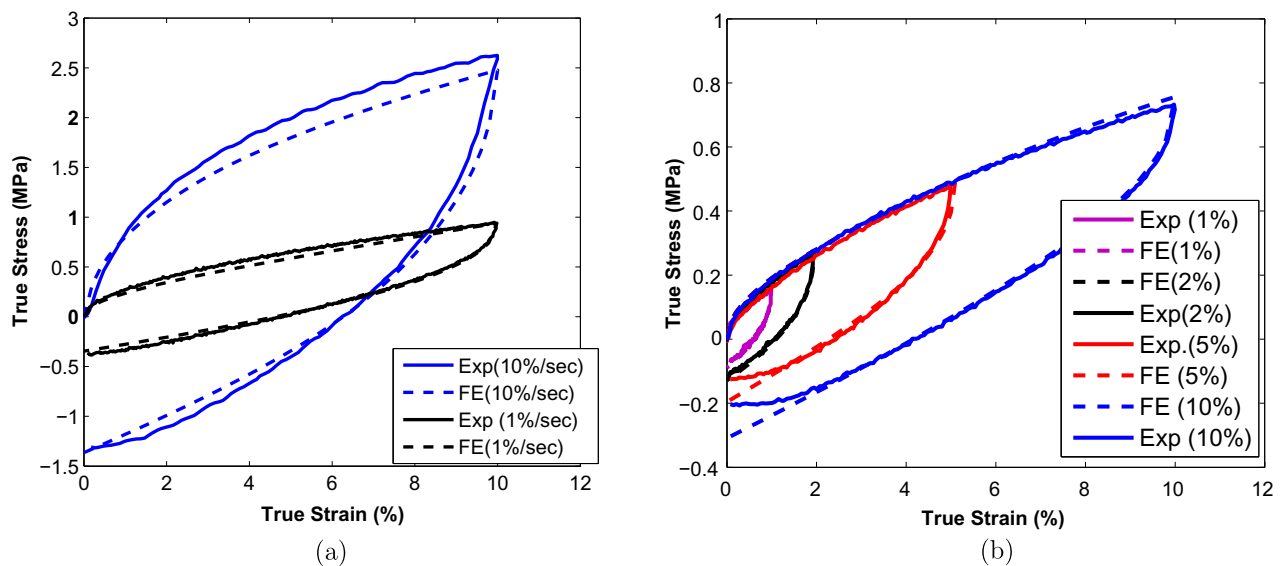 3
2.5
2
1.5
1
0.5
0
−0.5
−1
−1.5
0 2 4 6 8 10 12
True Stress (MPa)
True Strain (%)
Exp(10%/sec)
FE(10%/sec)
Exp (1%/sec)
FE(1%/sec)
(a)
1
0.8
0.6
0.4
0.2
0
−0.2
−0.4
0 2 4 6 8 10 12
True Stress (MPa)
True Strain (%)
Exp (1%)
FE(1%)
FE(2%)
Exp(2%)
Exp.(5%)
FE (5%)
FE (10%)
Exp (10%)
(b)